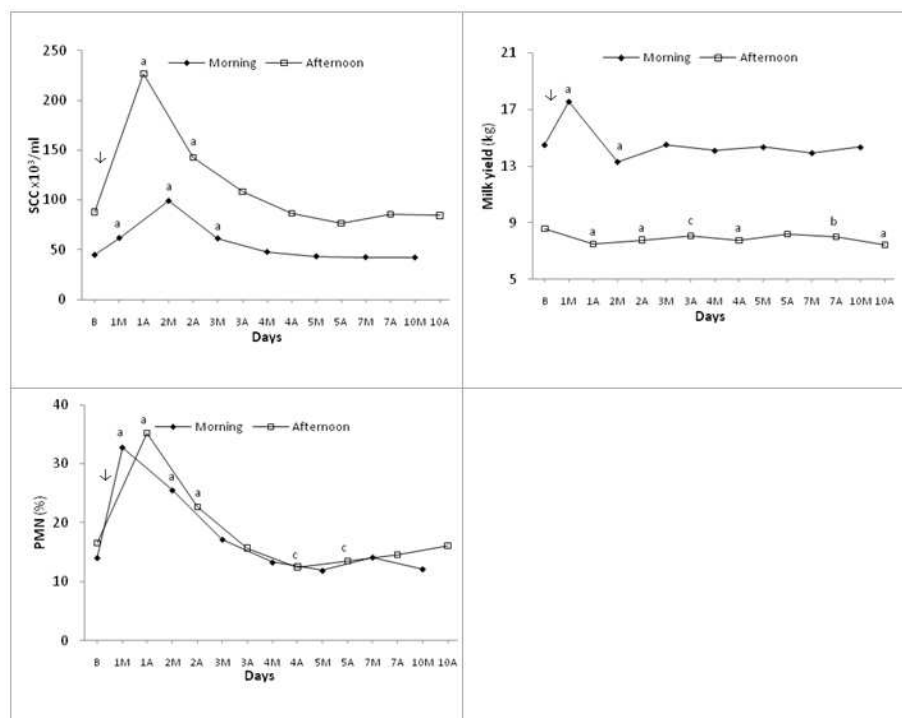 250
200
150
100
50
0
SCC x10³/ml
Morning Afternoon
↓
a
a
a
a
a
B 1M 1A 2M 2A 3M 3A 4M 4A 5M 5A 7M 7A 10M 10A
Days
21
17
13
9
5
Milk yield (kg)
Morning Afternoon
↓
a
a
a a c a b a
B 1M 1A 2M 2A 3M 3A 4M 4A 5M 5A 7M 7A 10M 10A
Days
40
30
20
10
0
PMN (%)
Morning Afternoon
↓
a a
a a
c c
B 1M 1A 2M 2A 3M 3A 4M 4A 5M 5A 7M 7A 10M 10A
Days